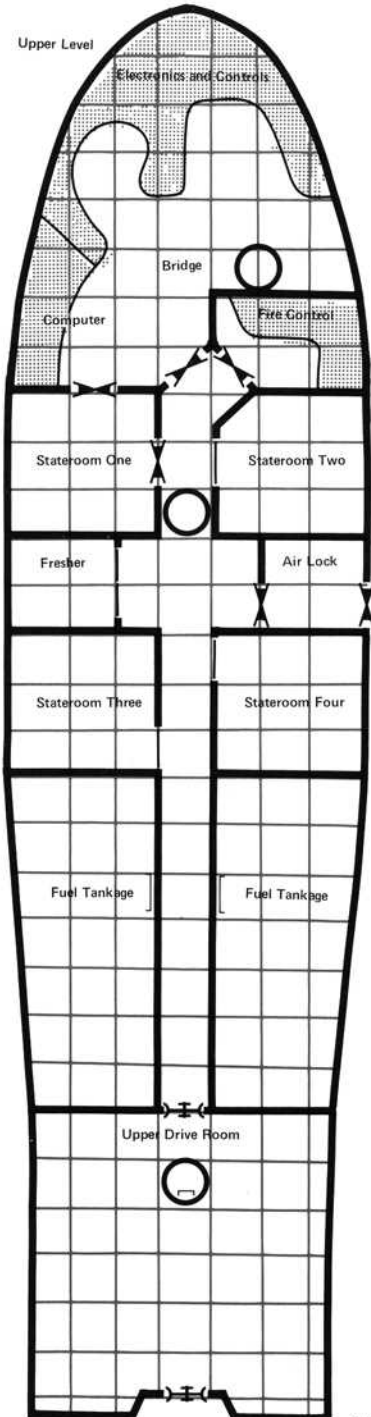 Upper Level
Electronics and Controls
Bridge
Computer
Fire Control
Stateroom One
Stateroom Two
Fresher
Air Lock
Stateroom Three
Stateroom Four
Fuel Tankage
Fuel Tankage
Upper Drive Room